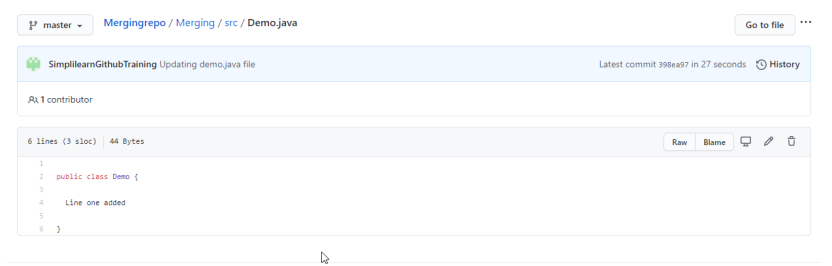 master Mergingrepo / Merging / src / Demo.java Go to file ...
SimplilearnGithubTraining Updating demo.java file Latest commit 398ea97 in 27 seconds History
1 contributor
6 lines (3 sloc) 44 Bytes Raw Blame
1
2 public class Demo {
3
4 Line one added
5
6 }